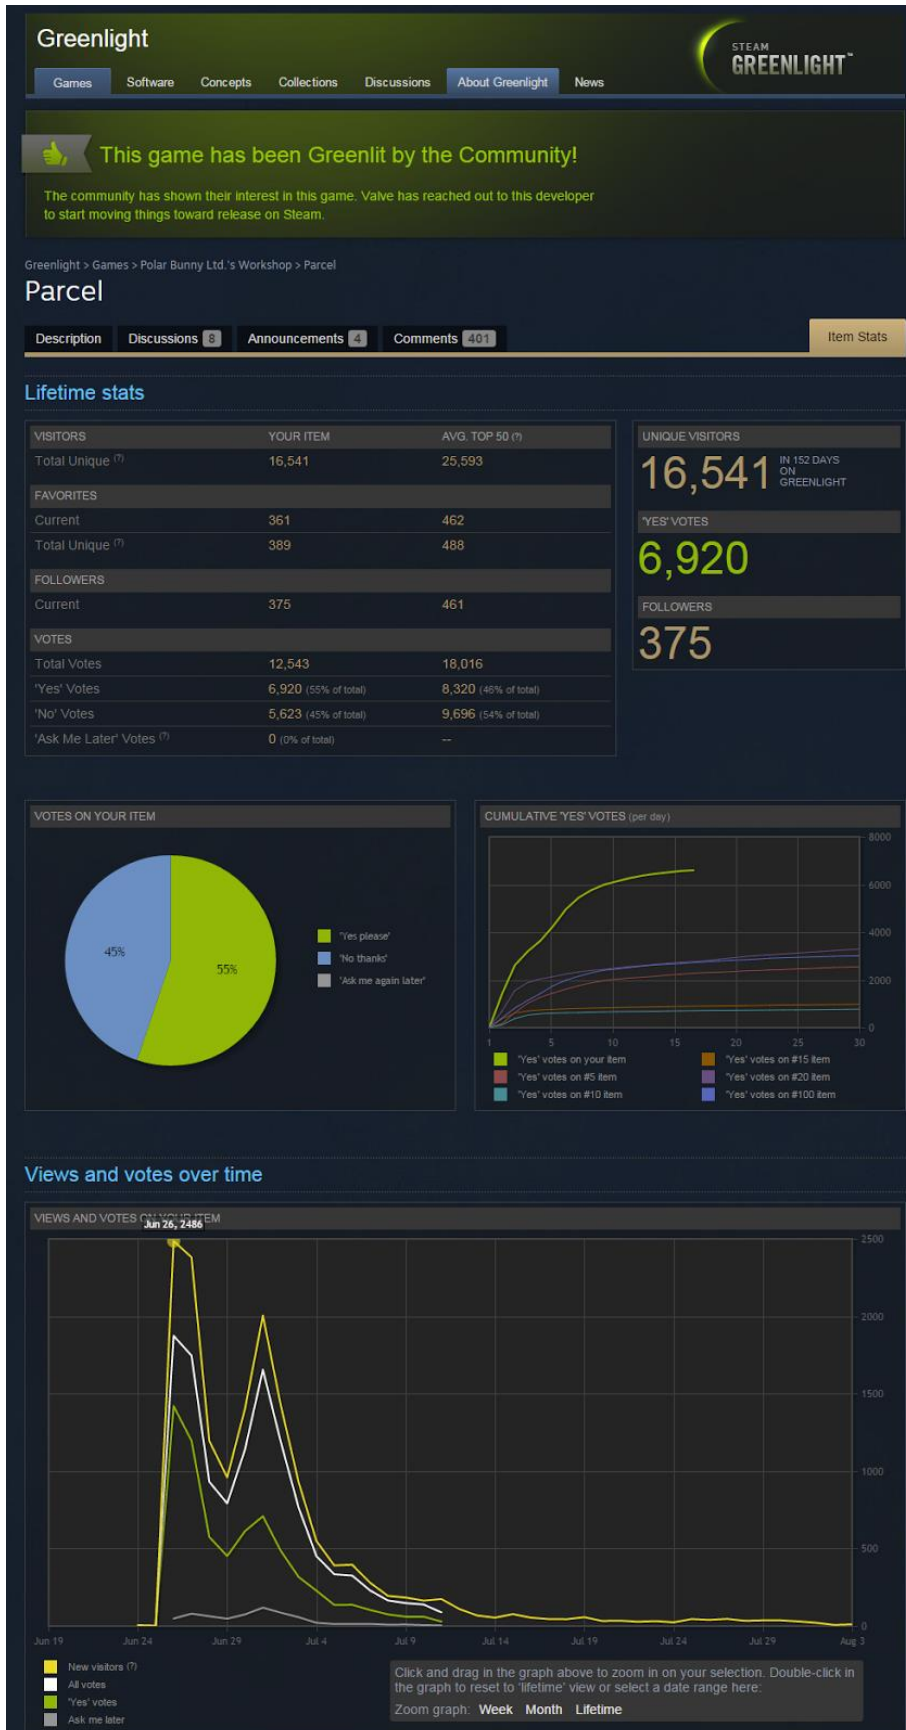 Greenlight
STEAM
GREENLIGHT™
Games Software Concepts Collections Discussions About Greenlight News
This game has been Greenlit by the Community!
The community has shown their interest in this game. Valve has reached out to this developer
to start moving things toward release on Steam.
Greenlight > Games > Polar Bunny Ltd.'s Workshop > Parcel
Parcel
Description Discussions 8 Announcements 4 Comments 401 Item Stats
Lifetime stats
VISITORS YOUR ITEM AVG. TOP 50 (?)
Total Unique (?) 16,541 25,593
FAVORITES
Current 361 462
Total Unique (?) 389 488
FOLLOWERS
Current 375 461
VOTES
Total Votes 12,543 18,016
'Yes' Votes 6,920 (55% of total) 8,320 (46% of total)
'No' Votes 5,623 (45% of total) 9,696 (54% of total)
'Ask Me Later' Votes (?) 0 (0% of total) --
UNIQUE VISITORS
16,541 IN 152 DAYS
ON
GREENLIGHT
'YES' VOTES
6,920
FOLLOWERS
375
VOTES ON YOUR ITEM
45%
55%
'Yes please'
'No thanks'
'Ask me again later'
CUMULATIVE 'YES' VOTES (per day)
8000
6000
4000
2000
0
1 5 10 15 20 25 30
'Yes' votes on your item 'Yes' votes on #15 item
'Yes' votes on #5 item 'Yes' votes on #20 item
'Yes' votes on #10 item 'Yes' votes on #100 item
Views and votes over time
VIEWS AND VOTES ON YOUR ITEM
Jun 26, 2486
2500
2000
1500
1000
500
0
Jun 19 Jun 24 Jun 29 Jul 4 Jul 9 Jul 14 Jul 19 Jul 24 Jul 29 Aug 3
New visitors (?)
All votes
'Yes' votes
Ask me later
Click and drag in the graph above to zoom in on your selection. Double-click in
the graph to reset to 'lifetime' view or select a date range here:
Zoom graph: Week Month Lifetime